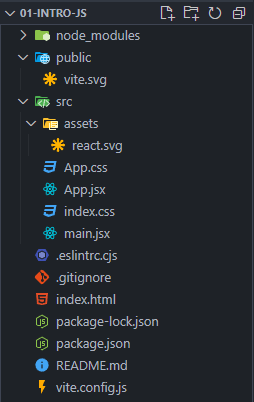 01-INTRO-JS
node_modules
public
vite.svg
src
assets
react.svg
App.css
App.jsx
index.css
main.jsx
.eslintrc.cjs
.gitignore
index.html
package-lock.json
package.json
README.md
vite.config.js